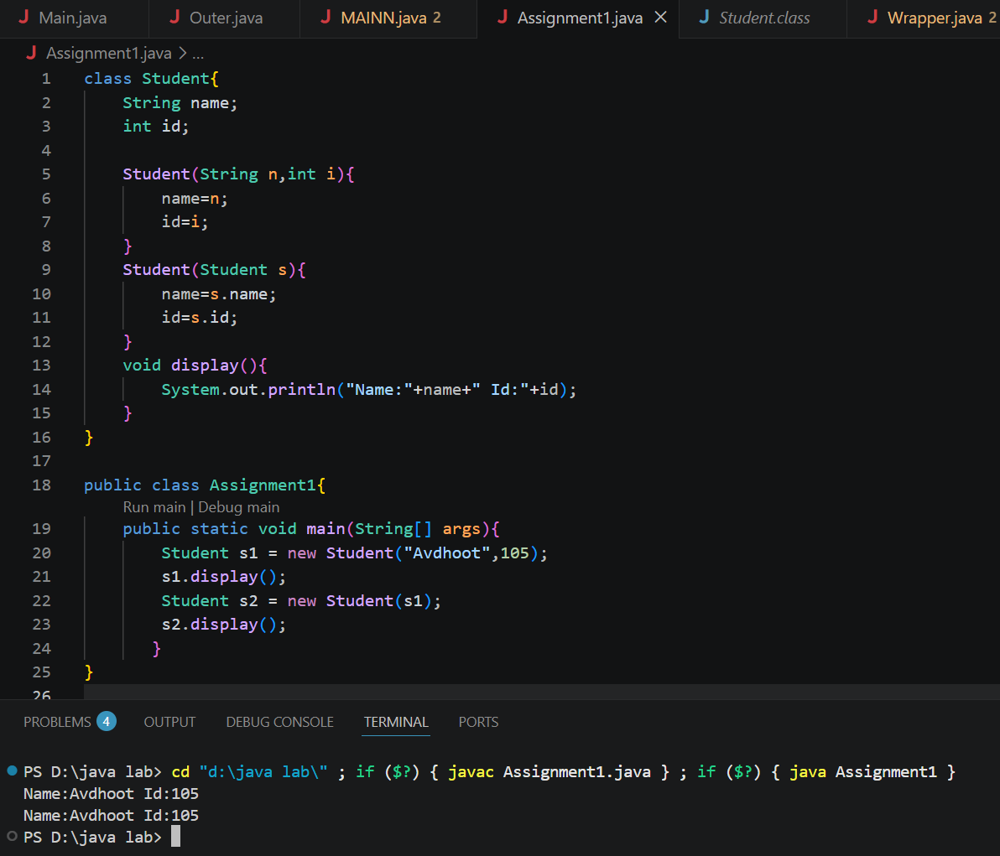 Main.java Outer.java MAINN.java 2 Assignment1.java Student.class Wrapper.java 2
Assignment1.java > ...
1 class Student{
2     String name;
3     int id;
4
5     Student(String n,int i){
6         name=n;
7         id=i;
8     }
9     Student(Student s){
10         name=s.name;
11         id=s.id;
12     }
13     void display(){
14         System.out.println("Name:"+name+" Id:"+id);
15     }
16 }
17
18 public class Assignment1{
Run main | Debug main
19     public static void main(String[] args){
20         Student s1 = new Student("Avdhoot",105);
21         s1.display();
22         Student s2 = new Student(s1);
23         s2.display();
24        }
25 }
26
PROBLEMS 4 OUTPUT DEBUG CONSOLE TERMINAL PORTS
PS D:\java lab> cd "d:\java lab\" ; if ($?) { javac Assignment1.java } ; if ($?) { java Assignment1 }
Name:Avdhoot Id:105
Name:Avdhoot Id:105
PS D:\java lab>